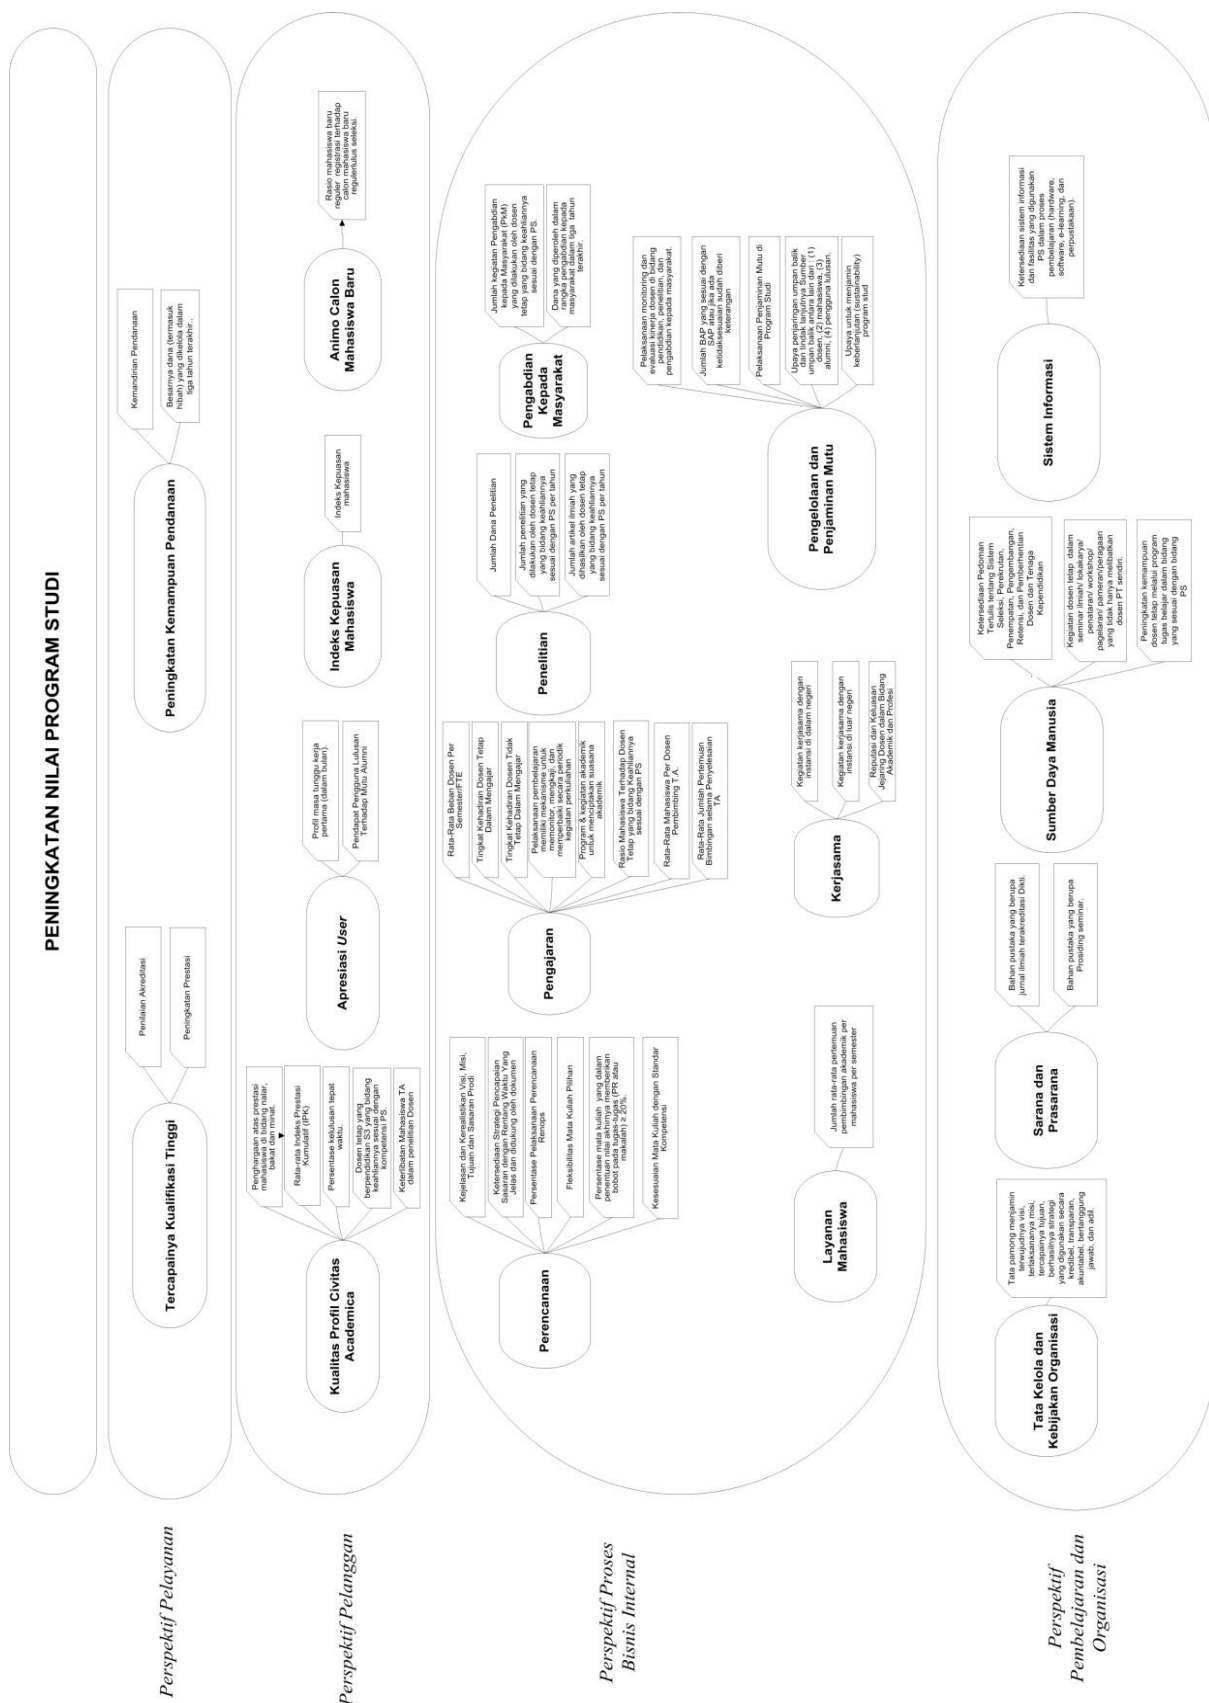 PENINGKATAN NILAI PROGRAM STUDI
Perspektif Pelayanan
Tercapainya Kualifikasi Tinggi
Penilaian Akreditasi
Peningkatan Prestasi
Peningkatan Kemampuan Pendanaan
Kemandirian Pendanaan
Besarnya dana (termasuk
hibah) yang dikelola dalam
tiga tahun terakhir..
Perspektif Pelanggan
Kualitas Profil Civitas
Academica
Penghargaan atas prestasi
mahasiswa di bidang nalar,
bakat dan minat.
Rata-rata Indeks Prestasi
Kumulatif (IPK)
Persentase kelulusan tepat
waktu.
Dosen tetap yang
berpendidikan S3 yang bidang
keahliannya sesuai dengan
kompetensi PS.
Keterlibatan Mahasiswa TA
dalam penelitian Dosen
Apresiasi User
Profil masa tunggu kerja
pertama (dalam bulan).
Pendapat Pengguna Lulusan
Terhadap Mutu Alumni
Indeks Kepuasan
Mahasiswa
Indeks Kepuasan
mahasiswa
Animo Calon
Mahasiswa Baru
Rasio mahasiswa baru
reguler registrasi terhadap
calon mahasiswa baru
regulerlulus seleksi.
Perspektif Proses
Bisnis Internal
Perencanaan
Kejelasan dan Kerealistikan Visi, Misi,
Tujuan dan Sasaran Prodi
Ketersediaan Strategi Pencapaian
Sasaran dengan Rentang Waktu Yang
Jelas dan didukung oleh dokumen
Persentase Pelaksanaan Perencanaan
Renops
Fleksibilitas Mata Kuliah Pilihan
Persentase mata kuliah yang dalam
penentuan nilai akhirnya memberikan
bobot pada tugas-tugas (PR atau
makalah) ≥ 20%.
Kesesuaian Mata Kuliah dengan Standar
Kompetensi
Pengajaran
Rata-Rata Beban Dosen Per
Semester/FTE
Tingkat Kehadiran Dosen Tetap
Dalam Mengajar
Tingkat Kehadiran Dosen Tidak
Tetap Dalam Mengajar
Pelaksanaan pembelajaran
memiliki mekanisme untuk
memonitor, mengkaji, dan
memperbaiki secara periodik
kegiatan perkuliahan
Program & kegiatan akademik
untuk menciptakan suasana
akademik
Rasio Mahasiswa Terhadap Dosen
Tetap yang bidang Keahliannya
sesuai dengan PS
Rata-Rata Mahasiswa Per Dosen
Pembimbing T.A.
Rata-Rata Jumlah Pertemuan
Bimbingan selama Penyelesaian
TA
Penelitian
Jumlah Dana Penelitian
Jumlah penelitian yang
dilakukan oleh dosen tetap
yang bidang keahliannya
sesuai dengan PS per tahun
Jumlah artikel ilmiah yang
dihasilkan oleh dosen tetap
yang bidang keahliannya
sesuai dengan PS per tahun
Pengabdian
Kepada
Masyarakat
Jumlah kegiatan Pengabdian
kepada Masyarakat (PkM)
yang dilakukan oleh dosen
tetap yang bidang keahliannya
sesuai dengan PS.
Dana yang diperoleh dalam
rangka pengabdian kepada
masyarakat dalam tiga tahun
terakhir.
Layanan
Mahasiswa
Jumlah rata-rata pertemuan
pembimbingan akademik per
mahasiswa per semester
Kerjasama
Kegiatan kerjasama dengan
instansi di dalam negeri
Kegiatan kerjasama dengan
instansi di luar negeri
Reputasi dan Keluasan
Jejaring Dosen dalam Bidang
Akademik dan Profesi
Pengelolaan dan
Penjaminan Mutu
Pelaksanaan monitoring dan
evaluasi kinerja dosen di bidang
pendidikan, penelitian, dan
pengabdian kepada masyarakat,
Jumlah BAP yang sesuai dengan
SAP atau jika ada
ketidaksesuaian sudah diberi
keterangan
Pelaksanaan Penjaminan Mutu di
Program Studi
Upaya penjaringan umpan balik
dan tindak lanjutnya Sumber
umpan balik antara lain dari : (1)
dosen, (2) mahasiswa, (3)
alumni, (4) pengguna lulusan.
Upaya untuk menjamin
keberlanjutan (sustainability)
program stud
Perspektif
Pembelajaran dan
Organisasi
Tata Kelola dan
Kebijakan Organisasi
Tata pamong menjamin
terwujudnya visi,
terlaksananya misi,
tercapainya tujuan,
berhasilnya strategi
yang digunakan secara
kredibel, transparan,
akuntabel, bertanggung
jawab, dan adil.
Sarana dan
Prasarana
Bahan pustaka yang berupa
jurnal ilmiah terakreditasi Dikti.
Bahan pustaka yang berupa
Prosiding seminar.
Sumber Daya Manusia
Ketersediaan Pedoman
Tertulis tentang Sistem
Seleksi, Perekrutan,
Penempatan, Pengembangan,
Retensi, dan Pemberhentian
Dosen dan Tenaga
Kependidikan
Kegiatan dosen tetap dalam
seminar ilmiah/ lokakarya/
penataran/ workshop/
pagelaran/ pameran/peragaan
yang tidak hanya melibatkan
dosen PT sendiri.
Peningkatan kemampuan
dosen tetap melalui program
tugas belajar dalam bidang
yang sesuai dengan bidang
PS
Sistem Informasi
Ketersediaan sistem informasi
dan fasilitas yang digunakan
PS dalam proses
pembelajaran (hardware,
software, e-learning, dan
perpustakaan).